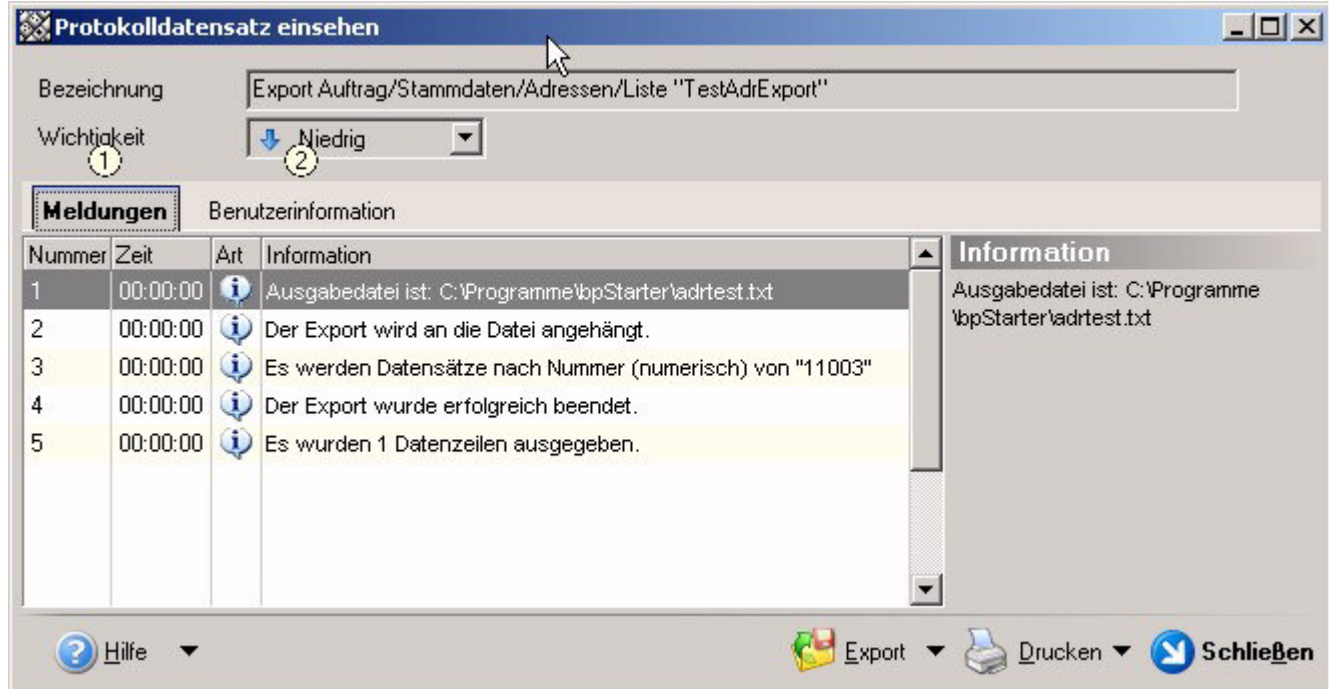 Protokolldatensatz einsehen
Bezeichnung Export Auftrag/Stammdaten/Adressen/Liste "TestAdrExport"
Wichtigkeit Niedrig
1 2
Meldungen Benutzerinformation
Nummer Zeit Art Information Information
1 00:00:00 Ausgabedatei ist: C:\Programme\bpStarter\adrtest.txt Ausgabedatei ist: C:\Programme
\bpStarter\adrtest.txt
2 00:00:00 Der Export wird an die Datei angehängt.
3 00:00:00 Es werden Datensätze nach Nummer (numerisch) von "11003"
4 00:00:00 Der Export wurde erfolgreich beendet.
5 00:00:00 Es wurden 1 Datenzeilen ausgegeben.
Hilfe Export Drucken Schließen